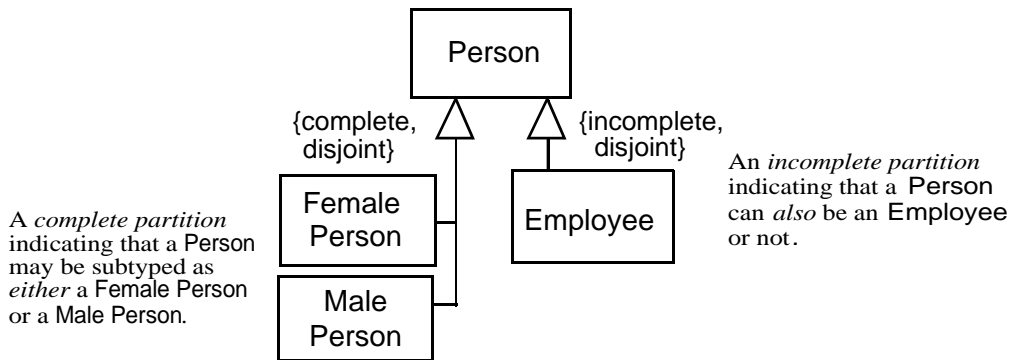 Person
{complete,
disjoint}
{incomplete,
disjoint}
Female
Person
Employee
Male
Person
A complete partition
indicating that a Person
may be subtyped as
either a Female Person
or a Male Person.
An incomplete partition
indicating that a Person
can also be an Employee
or not.